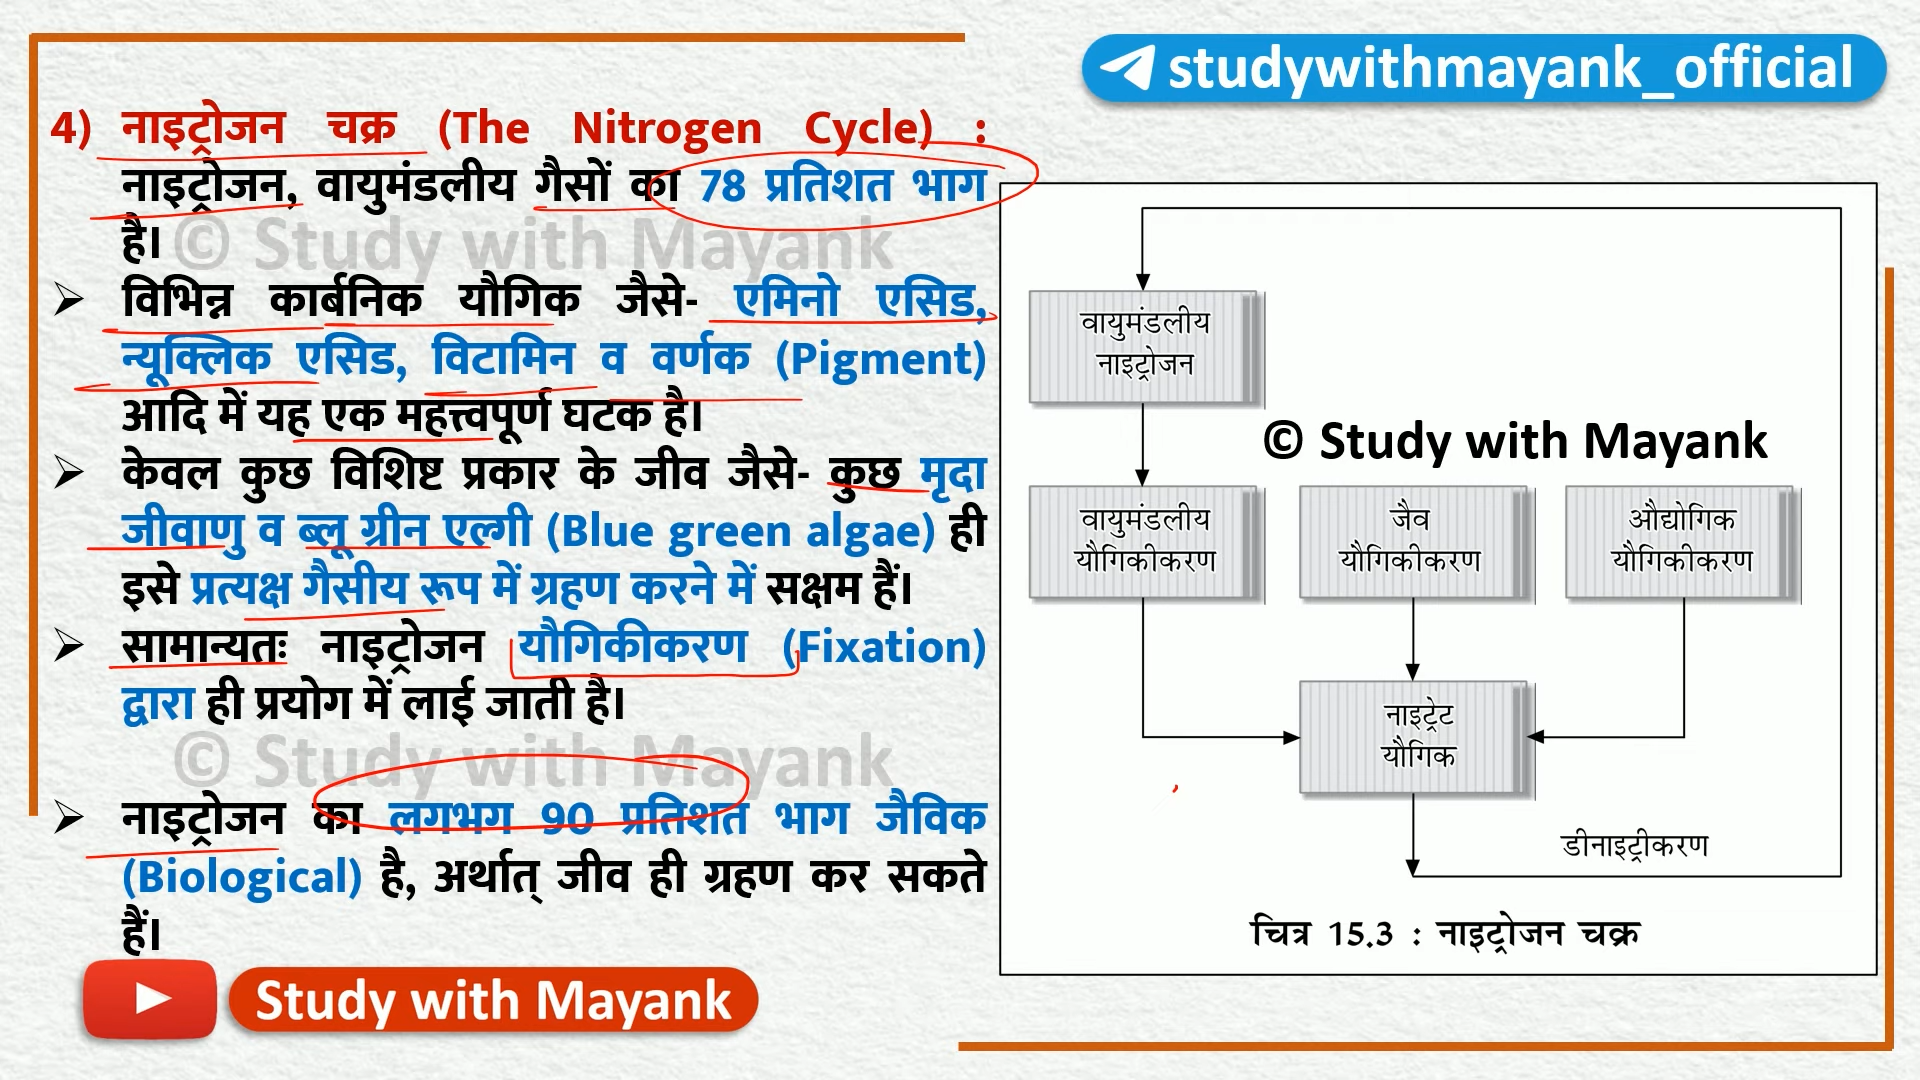 studywithmayank_official
4) नाइट्रोजन चक्र (The Nitrogen Cycle) :
नाइट्रोजन, वायुमंडलीय गैसों का 78 प्रतिशत भाग
है।
© Study with Mayank
➢ विभिन्न कार्बनिक यौगिक जैसे- एमिनो एसिड,
न्यूक्लिक एसिड, विटामिन व वर्णक (Pigment)
आदि में यह एक महत्त्वपूर्ण घटक है।
➢ केवल कुछ विशिष्ट प्रकार के जीव जैसे- कुछ मृदा
जीवाणु व ब्लू ग्रीन एल्गी (Blue green algae) ही
इसे प्रत्यक्ष गैसीय रूप में ग्रहण करने में सक्षम हैं।
➢ सामान्यतः नाइट्रोजन यौगिकीकरण (Fixation)
द्वारा ही प्रयोग में लाई जाती है।
© Study with Mayank
➢ नाइट्रोजन का लगभग 90 प्रतिशत भाग जैविक
(Biological) है, अर्थात् जीव ही ग्रहण कर सकते
हैं।
Study with Mayank
वायुमंडलीय
नाइट्रोजन
© Study with Mayank
वायुमंडलीय
यौगिकीकरण
जैव
यौगिकीकरण
औद्योगिक
यौगिकीकरण
नाइट्रेट
यौगिक
डीनाइट्रीकरण
चित्र 15.3 : नाइट्रोजन चक्र